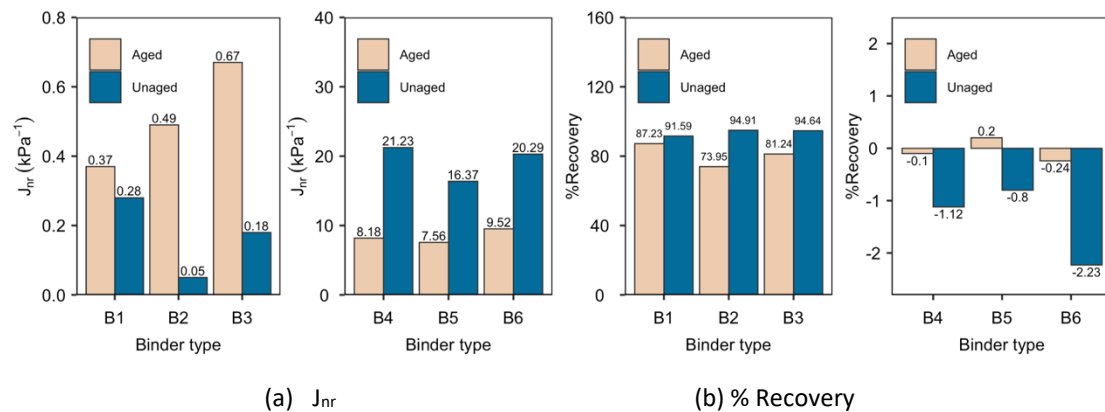 0.8
0.6
0.4
0.2
0.0
Jnr (kPa⁻¹)
Aged
Unaged
0.37
0.28
0.49
0.05
0.67
0.18
B1 B2 B3
Binder type
40
30
20
10
0
Jnr (kPa⁻¹)
Aged
Unaged
8.18
21.23
7.56
16.37
9.52
20.29
B4 B5 B6
Binder type
160
120
80
40
0
%Recovery
Aged
Unaged
87.23
91.59
73.95
94.91
81.24
94.64
B1 B2 B3
Binder type
2
1
0
-1
-2
%Recovery
Aged
Unaged
-0.1
-1.12
0.2
-0.8
-0.24
-2.23
B4 B5 B6
Binder type
(a) Jnr
(b) % Recovery